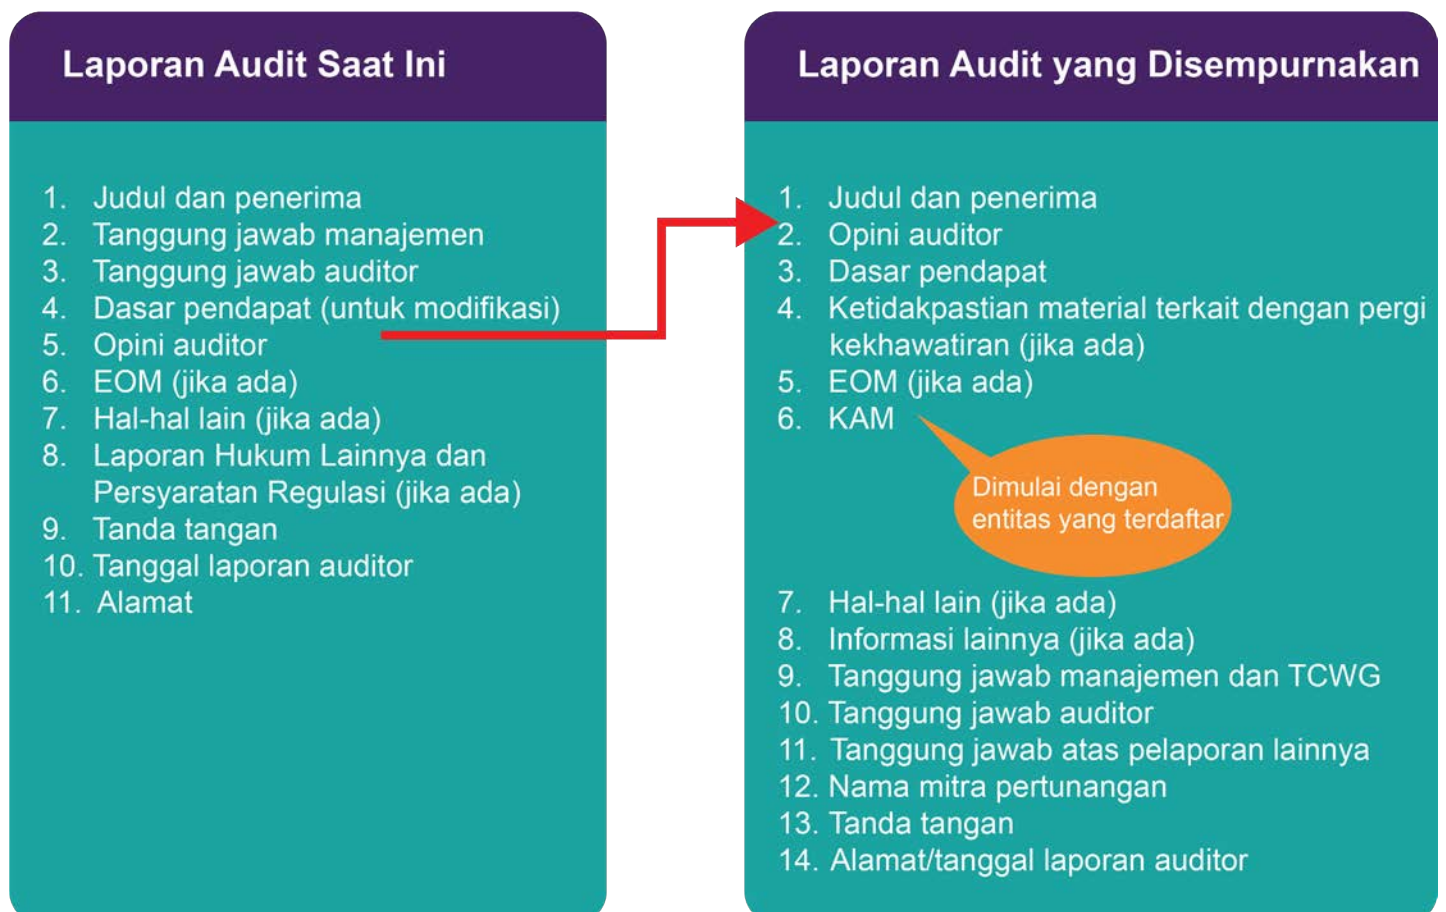 Laporan Audit Saat Ini
1. Judul dan penerima
2. Tanggung jawab manajemen
3. Tanggung jawab auditor
4. Dasar pendapat (untuk modifikasi)
5. Opini auditor
6. EOM (jika ada)
7. Hal-hal lain (jika ada)
8. Laporan Hukum Lainnya dan
Persyaratan Regulasi (jika ada)
9. Tanda tangan
10. Tanggal laporan auditor
11. Alamat
Laporan Audit yang Disempurnakan
1. Judul dan penerima
2. Opini auditor
3. Dasar pendapat
4. Ketidakpastian material terkait dengan pergi
kekhawatiran (jika ada)
5. EOM (jika ada)
6. KAM
Dimulai dengan
entitas yang terdaftar
7. Hal-hal lain (jika ada)
8. Informasi lainnya (jika ada)
9. Tanggung jawab manajemen dan TCWG
10. Tanggung jawab auditor
11. Tanggung jawab atas pelaporan lainnya
12. Nama mitra pertunangan
13. Tanda tangan
14. Alamat/tanggal laporan auditor